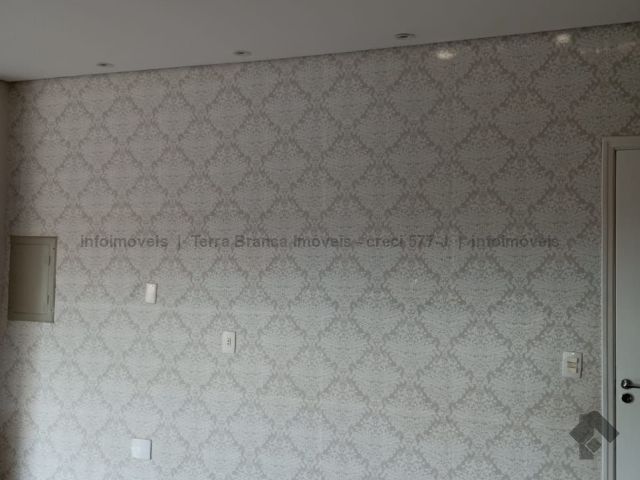 infoimoveis | Terra Branca Imoveis - creci 577-J | infoimoveis